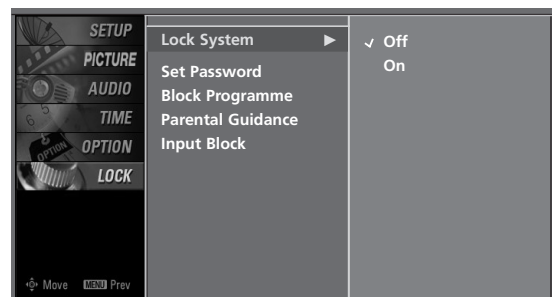 SETUP
PICTURE
AUDIO
TIME
OPTION
LOCK
Move MENU Prev
Lock System ▶
Set Password
Block Programme
Parental Guidance
Input Block
✓ Off
On